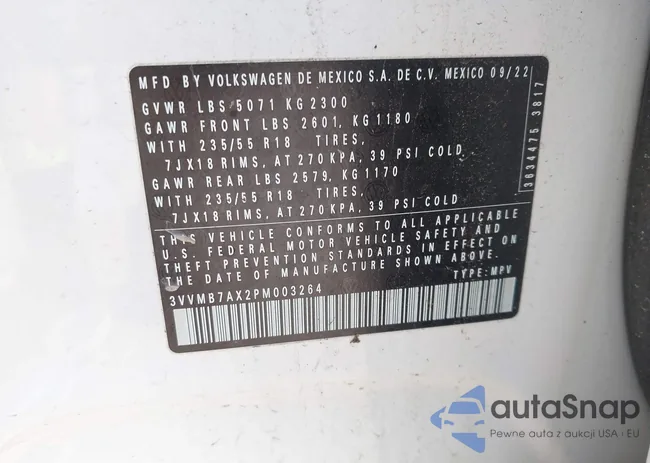 MFD BY VOLKSWAGEN DE MEXICO S.A. DE C.V. MEXICO 09/22
GVWR LBS 5071 KG 2300
GAWR FRONT LBS 2601, KG 1180
WITH 235/55 R18 TIRES,
7JX18 RIMS, AT 270 KPA, 39 PSI COLD
GAWR REAR LBS 2579, KG 1170
WITH 235/55 R18 TIRES,
7JX18 RIMS, AT 270 KPA, 39 PSI COLD
THIS VEHICLE CONFORMS TO ALL APPLICABLE
U.S. FEDERAL MOTOR VEHICLE SAFETY AND
THEFT PREVENTION STANDARDS IN EFFECT ON
THE DATE OF MANUFACTURE SHOWN ABOVE.
3VVMB7AX2PM003264 TYPE: MPV
3634475 3817
autoSnap
Pewne auta z aukcji USA - EU